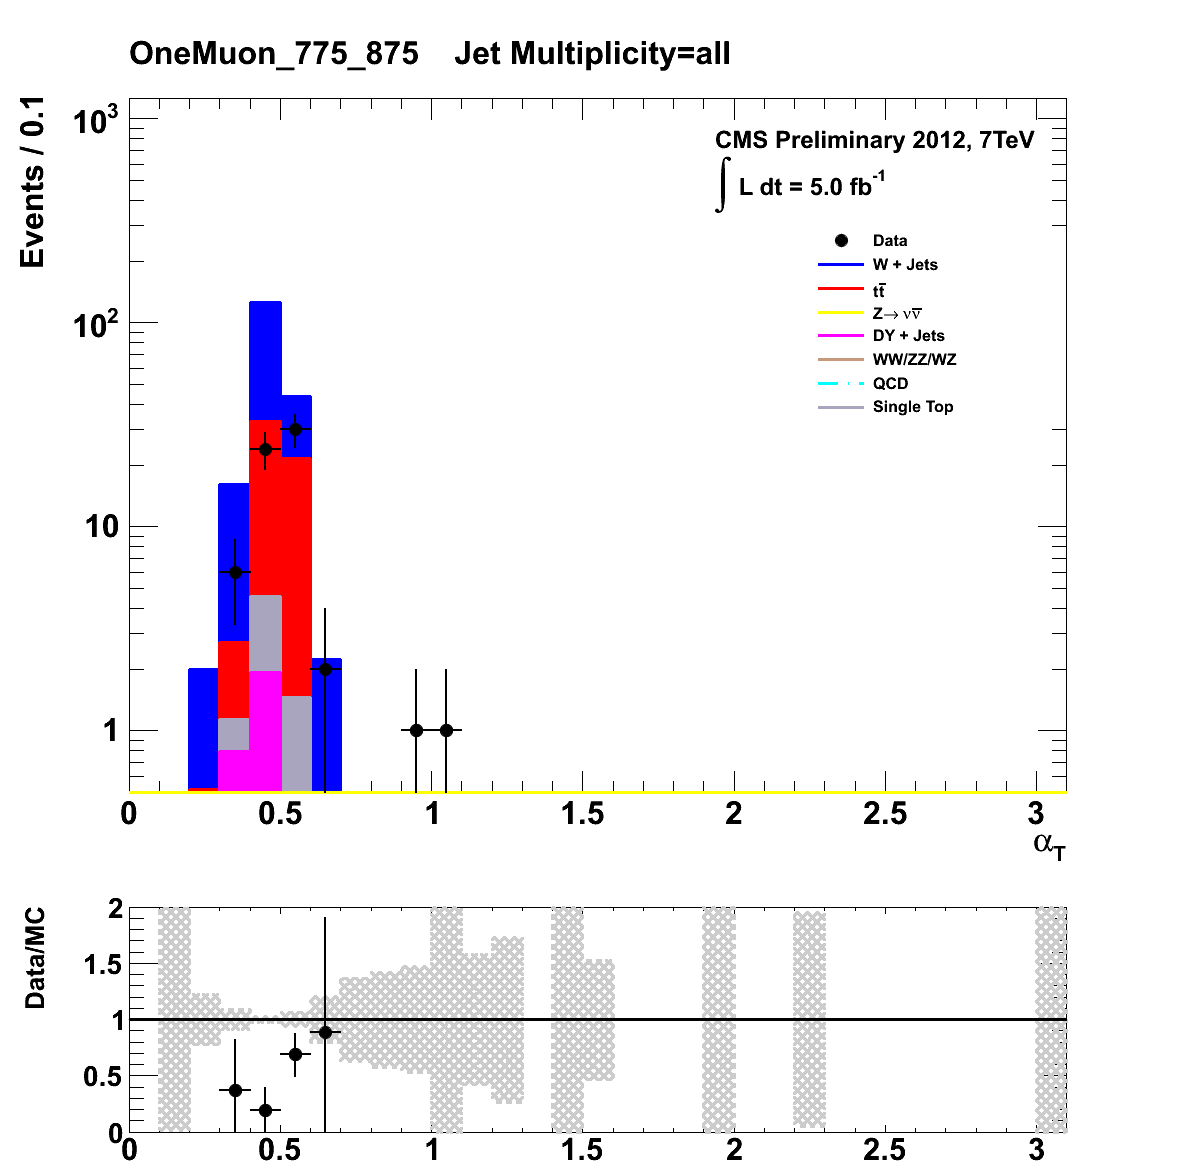 OneMuon_775_875 Jet Multiplicity=all
Events / 0.1
10³
10²
10
1
CMS Preliminary 2012, 7TeV
∫ L dt = 5.0 fb⁻¹
Data
W + Jets
tt̅
Z→ νν̅
DY + Jets
WW/ZZ/WZ
QCD
Single Top
0 0.5 1 1.5 2 2.5 3
α_T
Data/MC
2
1.5
1
0.5
0
0 0.5 1 1.5 2 2.5 3